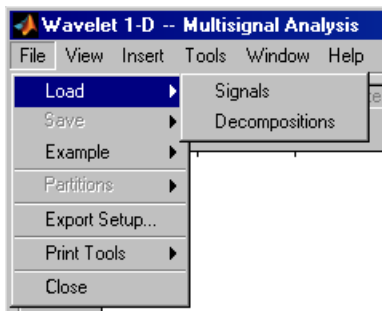 Wavelet 1-D -- Multisignal Analysis
File View Insert Tools Window Help
Load
Signals
Save
Decompositions
Example
Partitions
Export Setup...
Print Tools
Close